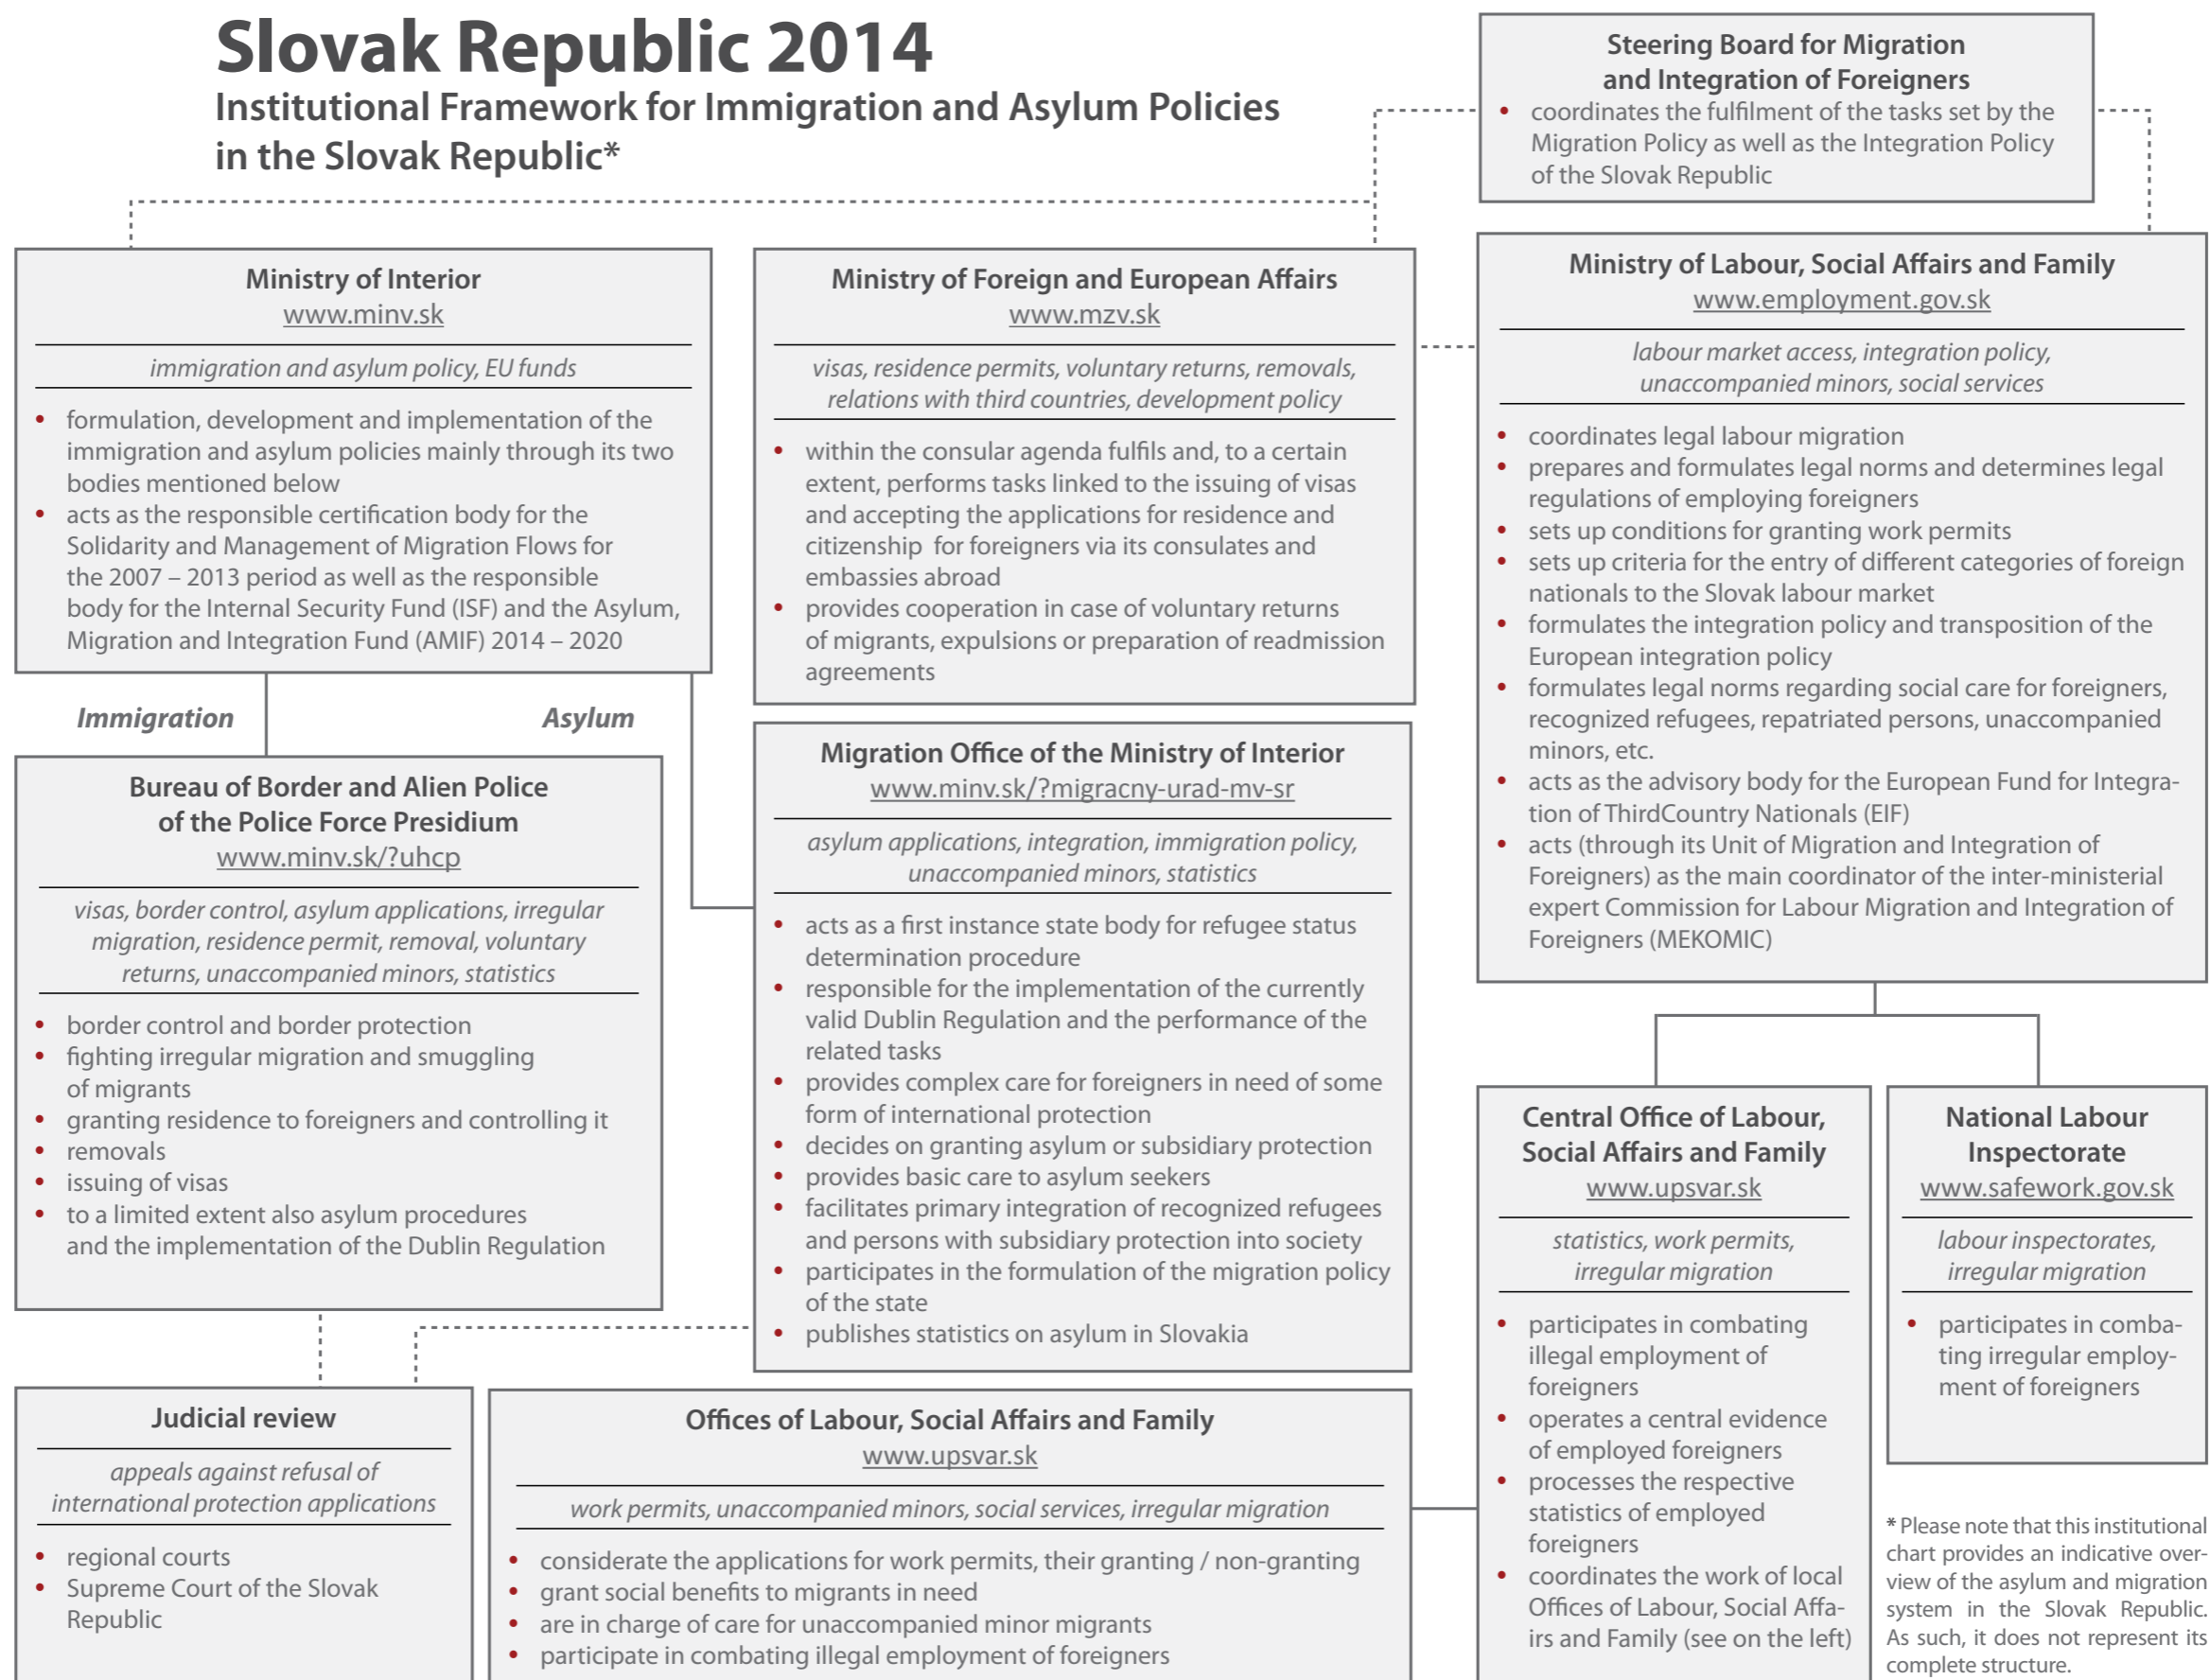 Slovak Republic 2014
Institutional Framework for Immigration and Asylum Policies
in the Slovak Republic*
Steering Board for Migration
and Integration of Foreigners
• coordinates the fulfilment of the tasks set by the
Migration Policy as well as the Integration Policy
of the Slovak Republic
Ministry of Interior
www.minv.sk
immigration and asylum policy, EU funds
• formulation, development and implementation of the
immigration and asylum policies mainly through its two
bodies mentioned below
• acts as the responsible certification body for the
Solidarity and Management of Migration Flows for
the 2007 – 2013 period as well as the responsible
body for the Internal Security Fund (ISF) and the Asylum,
Migration and Integration Fund (AMIF) 2014 – 2020
Ministry of Foreign and European Affairs
www.mzv.sk
visas, residence permits, voluntary returns, removals,
relations with third countries, development policy
• within the consular agenda fulfils and, to a certain
extent, performs tasks linked to the issuing of visas
and accepting the applications for residence and
citizenship for foreigners via its consulates and
embassies abroad
• provides cooperation in case of voluntary returns
of migrants, expulsions or preparation of readmission
agreements
Ministry of Labour, Social Affairs and Family
www.employment.gov.sk
labour market access, integration policy,
unaccompanied minors, social services
• coordinates legal labour migration
• prepares and formulates legal norms and determines legal
regulations of employing foreigners
• sets up conditions for granting work permits
• sets up criteria for the entry of different categories of foreign
nationals to the Slovak labour market
• formulates the integration policy and transposition of the
European integration policy
• formulates legal norms regarding social care for foreigners,
recognized refugees, repatriated persons, unaccompanied
minors, etc.
• acts as the advisory body for the European Fund for Integra-
tion of ThirdCountry Nationals (EIF)
• acts (through its Unit of Migration and Integration of
Foreigners) as the main coordinator of the inter-ministerial
expert Commission for Labour Migration and Integration of
Foreigners (MEKOMIC)
Immigration
Asylum
Bureau of Border and Alien Police
of the Police Force Presidium
www.minv.sk/?uhcp
visas, border control, asylum applications, irregular
migration, residence permit, removal, voluntary
returns, unaccompanied minors, statistics
• border control and border protection
• fighting irregular migration and smuggling
of migrants
• granting residence to foreigners and controlling it
• removals
• issuing of visas
• to a limited extent also asylum procedures
and the implementation of the Dublin Regulation
Migration Office of the Ministry of Interior
www.minv.sk/?migracny-urad-mv-sr
asylum applications, integration, immigration policy,
unaccompanied minors, statistics
• acts as a first instance state body for refugee status
determination procedure
• responsible for the implementation of the currently
valid Dublin Regulation and the performance of the
related tasks
• provides complex care for foreigners in need of some
form of international protection
• decides on granting asylum or subsidiary protection
• provides basic care to asylum seekers
• facilitates primary integration of recognized refugees
and persons with subsidiary protection into society
• participates in the formulation of the migration policy
of the state
• publishes statistics on asylum in Slovakia
Central Office of Labour,
Social Affairs and Family
www.upsvar.sk
statistics, work permits,
irregular migration
• participates in combating
illegal employment of
foreigners
• operates a central evidence
of employed foreigners
• processes the respective
statistics of employed
foreigners
• coordinates the work of local
Offices of Labour, Social Affa-
irs and Family (see on the left)
National Labour
Inspectorate
www.safework.gov.sk
labour inspectorates,
irregular migration
• participates in comba-
ting irregular employ-
ment of foreigners
Judicial review
appeals against refusal of
international protection applications
• regional courts
• Supreme Court of the Slovak
Republic
Offices of Labour, Social Affairs and Family
www.upsvar.sk
work permits, unaccompanied minors, social services, irregular migration
• considerate the applications for work permits, their granting / non-granting
• grant social benefits to migrants in need
• are in charge of care for unaccompanied minor migrants
• participate in combating illegal employment of foreigners
* Please note that this institutional
chart provides an indicative over-
view of the asylum and migration
system in the Slovak Republic.
As such, it does not represent its
complete structure.